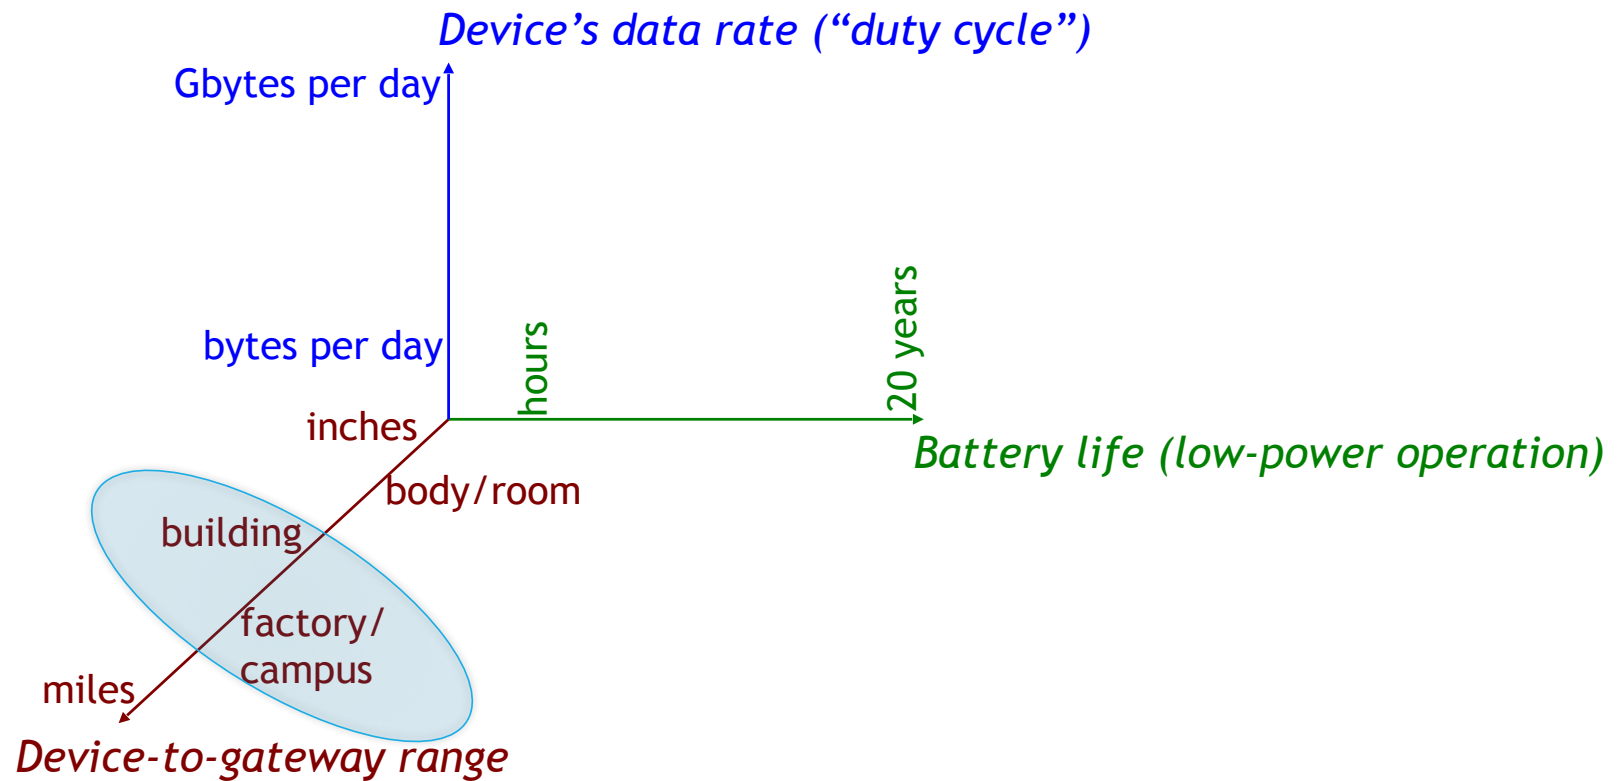 Device’s data rate (“duty cycle”)
Gbytes per day
bytes per day
hours
20 years
Battery life (low-power operation)
inches
body/room
building
factory/
campus
miles
Device-to-gateway range